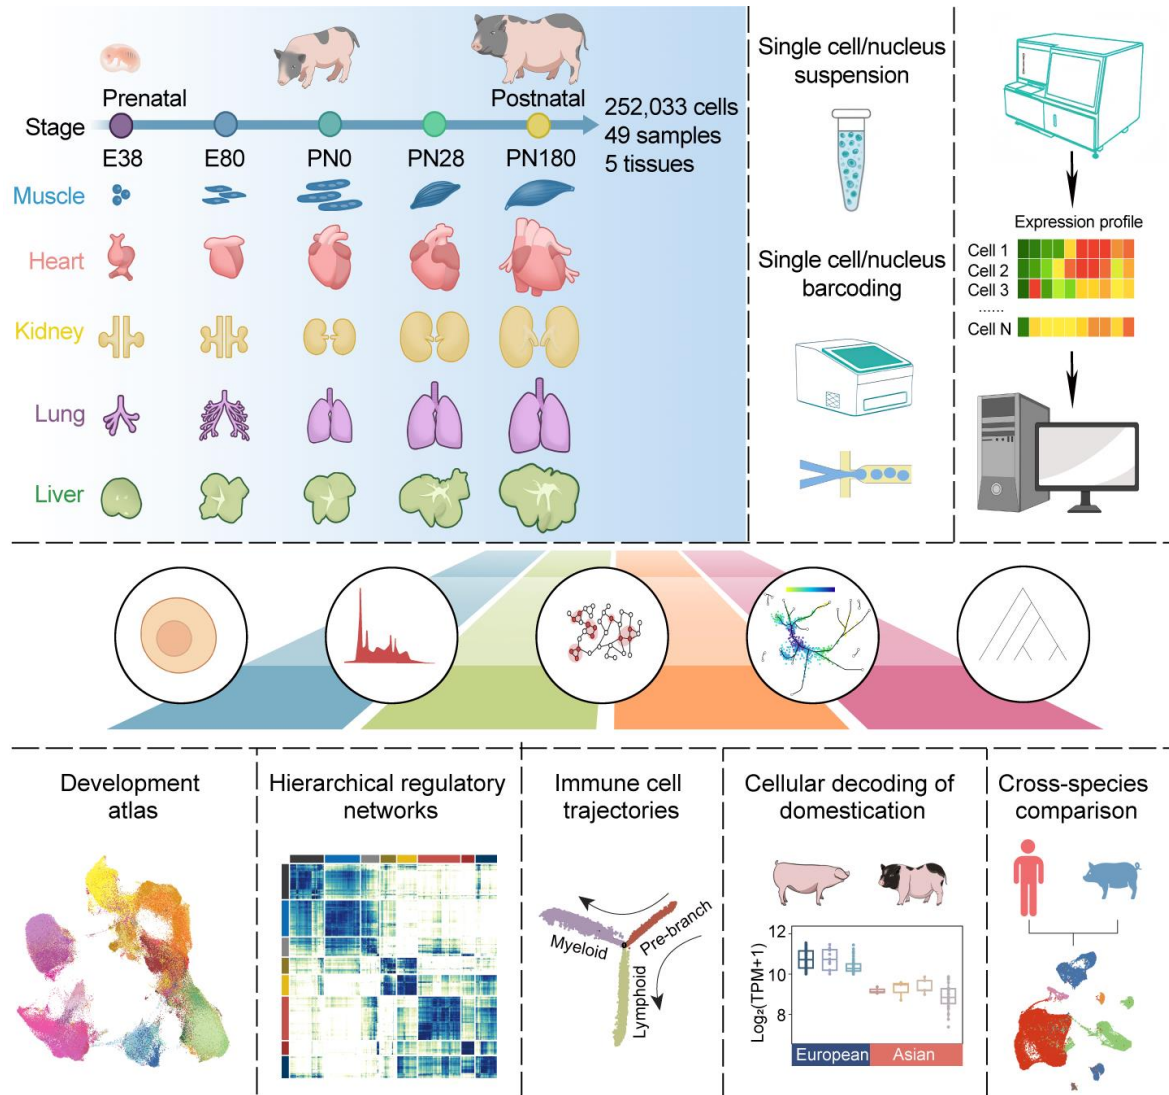 Prenatal
Postnatal
Stage
E38
E80
PN0
PN28
PN180
252,033 cells
49 samples
5 tissues
Muscle
Heart
Kidney
Lung
Liver
Single cell/nucleus
suspension
Single cell/nucleus
barcoding
Expression profile
Cell 1
Cell 2
Cell 3
......
Cell N
Development
atlas
Hierarchical regulatory
networks
Immune cell
trajectories
Myeloid
Pre-branch
Lymphoid
Cellular decoding of
domestication
Log₂(TPM+1)
12
10
8
European
Asian
Cross-species
comparison